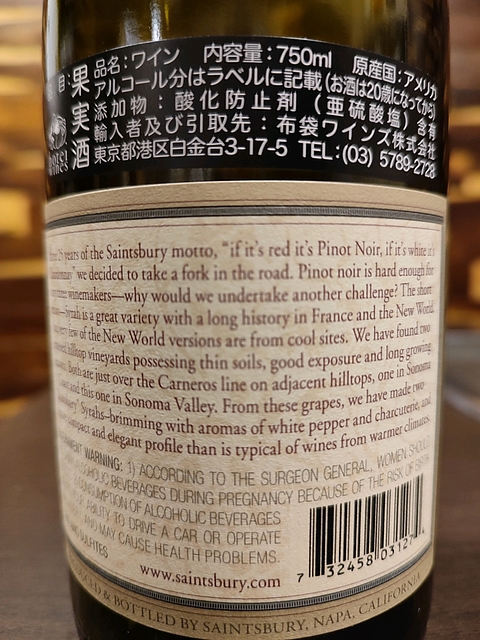 目:果実酒
品名:ワイン 内容量:750ml 原産国:アメリカ
アルコール分はラベルに記載(お酒は20歳になってから)
添加物:酸化防止剤(亜硫酸塩)含有
輸入者及び引取先:布袋ワインズ株式会社
東京都港区白金台3-17-5 TEL:(03) 5789-2728
25 years of the Saintsbury motto, "if it's red it's Pinot Noir, if it's white it's
we decided to take a fork in the road. Pinot noir is hard enough for
winemakers—why would we undertake another challenge? The short
Syrah is a great variety with a long history in France and the New World
very few of the New World versions are from cool sites. We have found two
hilltop vineyards possessing thin soils, good exposure and long growing
Both are just over the Carneros line on adjacent hilltops, one in Sonoma
and this one in Sonoma Valley. From these grapes, we have made two
Syrahs–brimming with aromas of white pepper and charcuterie, and
compact and elegant profile than is typical of wines from warmer climates.
GOVERNMENT WARNING: 1) ACCORDING TO THE SURGEON GENERAL, WOMEN SHOULD
ALCOHOLIC BEVERAGES DURING PREGNANCY BECAUSE OF THE RISK OF BIRTH
CONSUMPTION OF ALCOHOLIC BEVERAGES
ABILITY TO DRIVE A CAR OR OPERATE
AND MAY CAUSE HEALTH PROBLEMS.
SULFITES
www.saintsbury.com
7 32458 03127 4
& BOTTLED BY SAINTSBURY, NAPA, CALIFORNIA